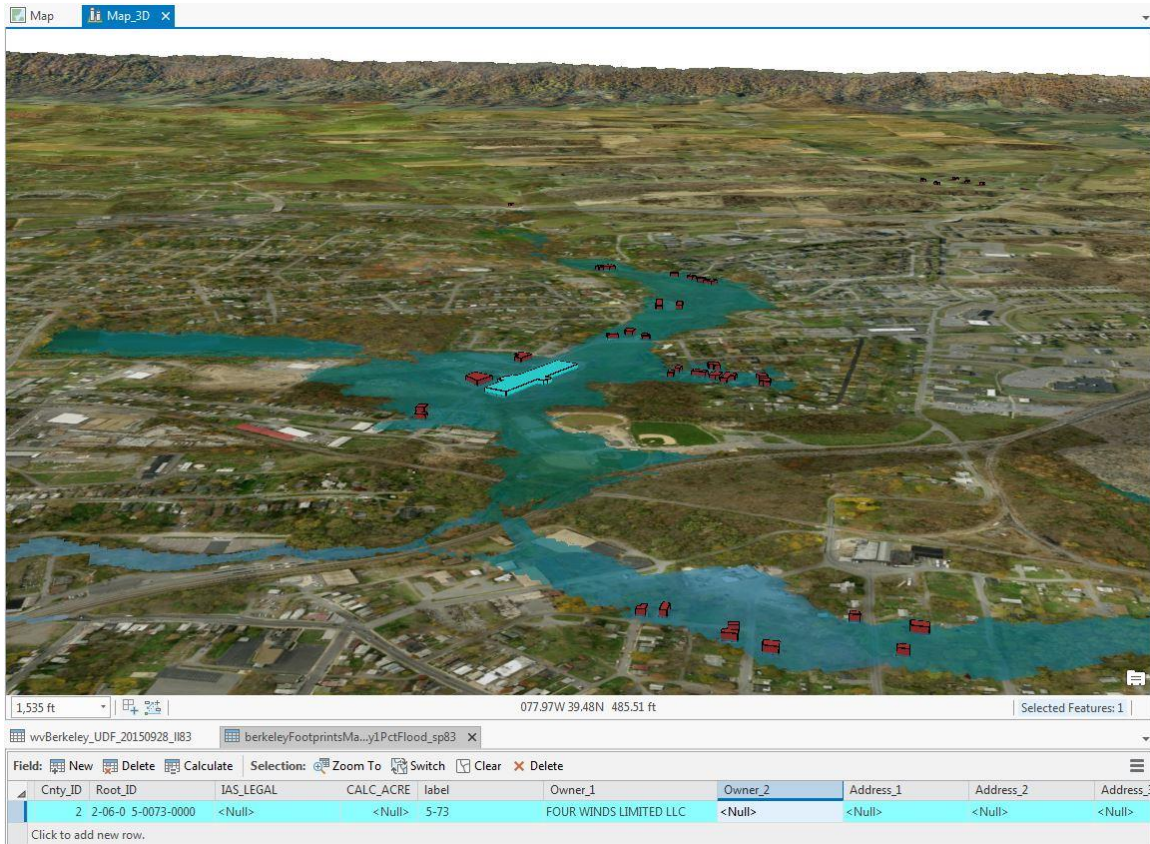 Map Map_3D
1,535 ft 077.97W 39.48N 485.51 ft Selected Features: 1
wvBerkeley_UDF_20150928_ll83 berkeleyFootprintsMa...y1PctFlood_sp83
Field: New Delete Calculate Selection: Zoom To Switch Clear Delete
Cnty_ID Root_ID IAS_LEGAL CALC_ACRE label Owner_1 Owner_2 Address_1 Address_2 Address_3
2 2-06-0 5-0073-0000 <Null> <Null> 5-73 FOUR WINDS LIMITED LLC <Null> <Null> <Null> <Null>
Click to add new row.